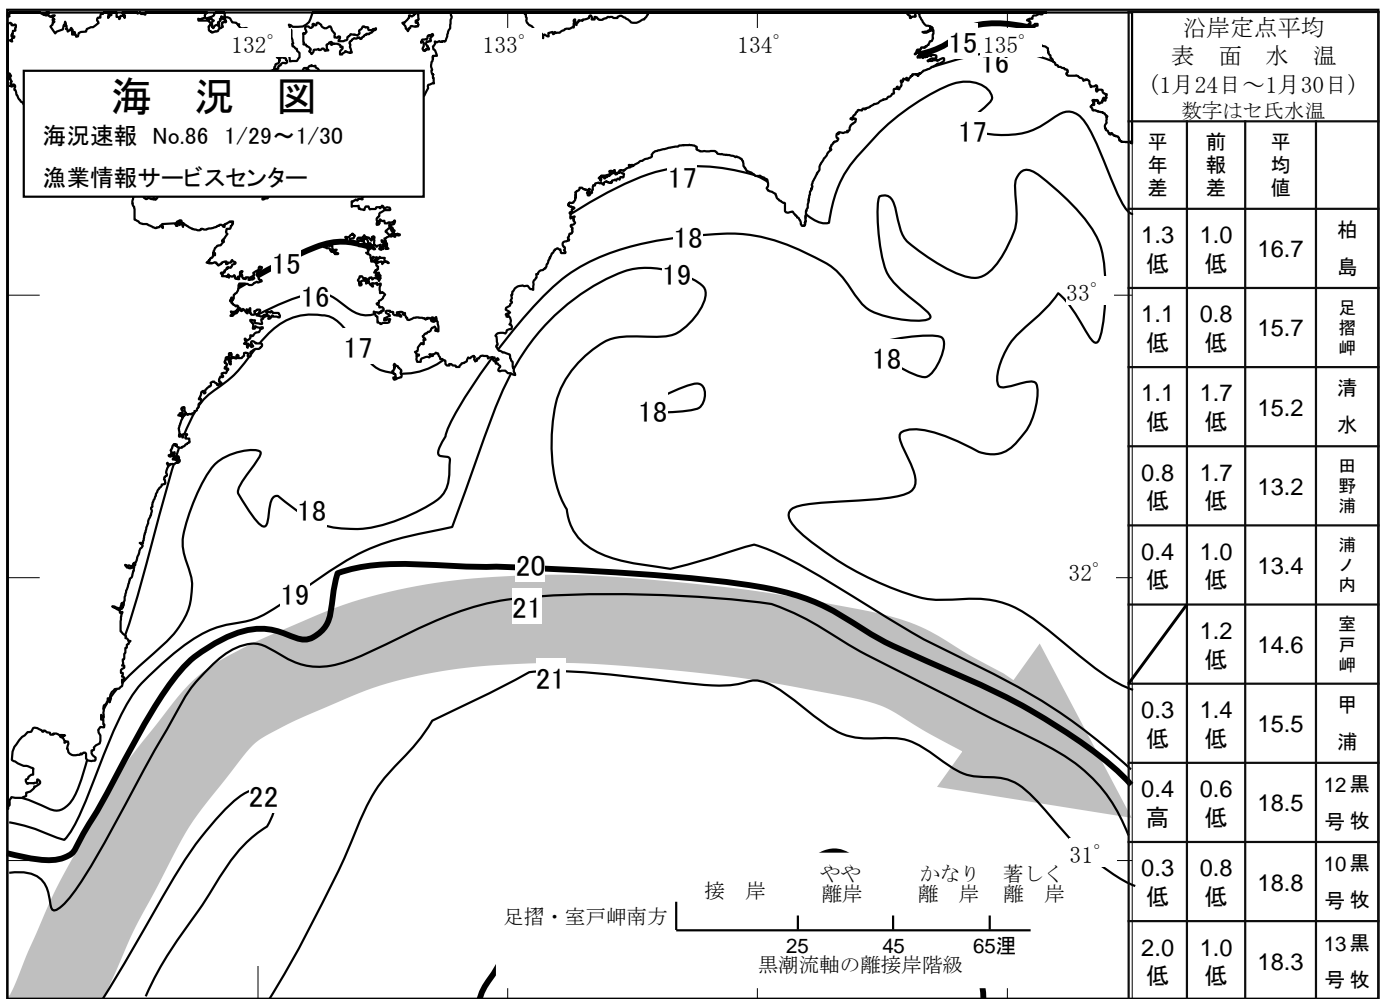 132°
133°
134°
135°
海況図
海況速報 No.86 1/29～1/30
漁業情報サービスセンター
15
16
17
17
18
19
15
16
17
33°
18
18
18
19
20
21
32°
21
22
31°
接岸
やや離岸
かなり離岸
著しく離岸
足摺・室戸岬南方
25 45 65浬
黒潮流軸の離接岸階級
沿岸定点平均
表面水温
(1月24日～1月30日)
数字はセ氏水温
平年差 前報差 平均値
1.3低 1.0低 16.7 柏島
1.1低 0.8低 15.7 足摺岬
1.1低 1.7低 15.2 清水
0.8低 1.7低 13.2 田野浦
0.4低 1.0低 13.4 浦ノ内
1.2低 14.6 室戸岬
0.3低 1.4低 15.5 甲浦
0.4高 0.6低 18.5 黒牧12号
0.3低 0.8低 18.8 黒牧10号
2.0低 1.0低 18.3 黒牧13号